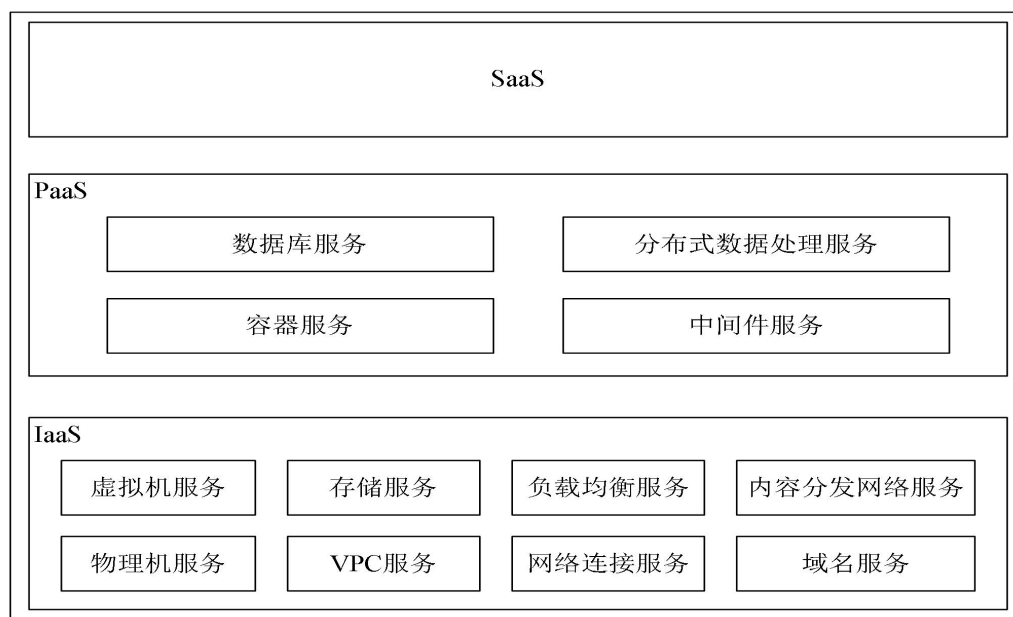 SaaS
PaaS
数据库服务
分布式数据处理服务
容器服务
中间件服务
IaaS
虚拟机服务
存储服务
负载均衡服务
内容分发网络服务
物理机服务
VPC服务
网络连接服务
域名服务